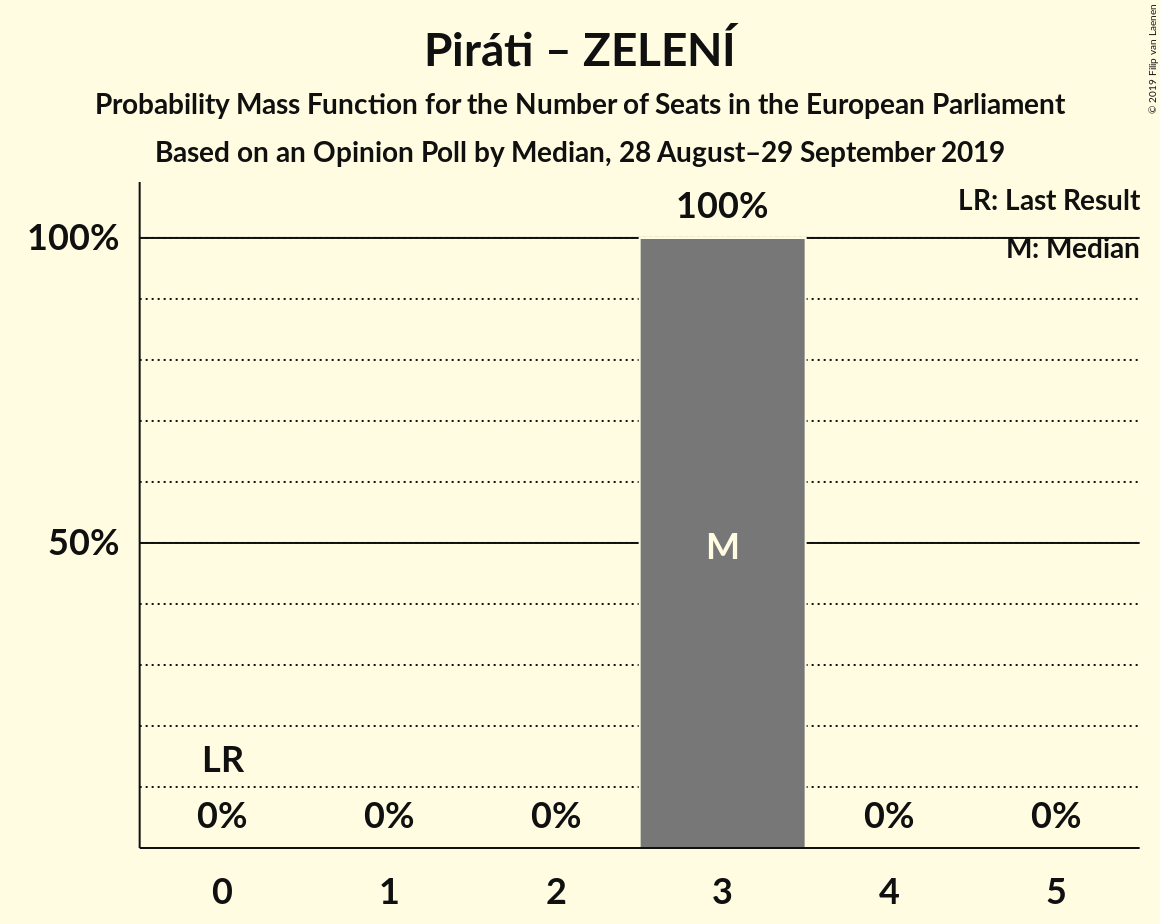 Piráti – ZELENÍ
Probability Mass Function for the Number of Seats in the European Parliament
Based on an Opinion Poll by Median, 28 August–29 September 2019
© 2019 Filip van Laenen
LR: Last Result
M: Median
100%
100%
50%
M
LR
0%
0%
0%
0%
0%
0
1
2
3
4
5